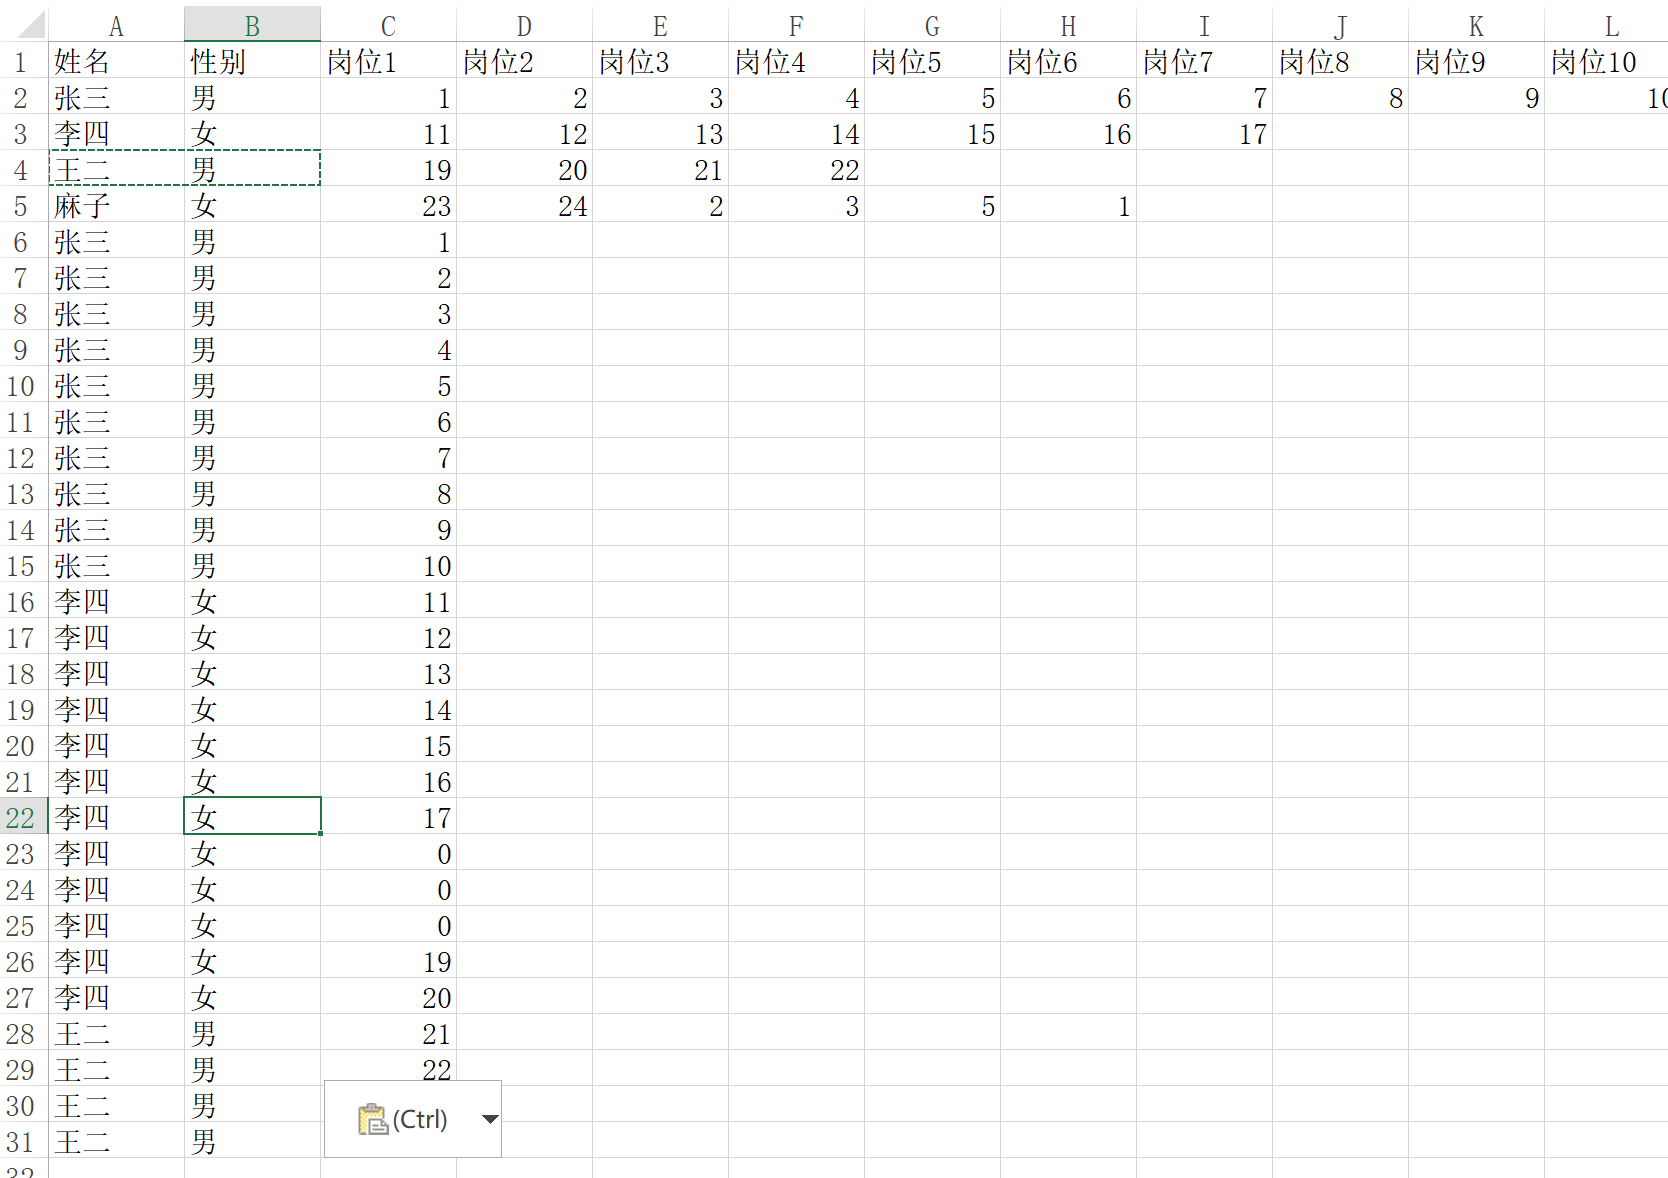 A B C D E F G H I J K L
1 姓名 性别 岗位1 岗位2 岗位3 岗位4 岗位5 岗位6 岗位7 岗位8 岗位9 岗位10
2 张三 男 1 2 3 4 5 6 7 8 9 10
3 李四 女 11 12 13 14 15 16 17
4 王二 男 19 20 21 22
5 麻子 女 23 24 2 3 5 1
6 张三 男 1
7 张三 男 2
8 张三 男 3
9 张三 男 4
10 张三 男 5
11 张三 男 6
12 张三 男 7
13 张三 男 8
14 张三 男 9
15 张三 男 10
16 李四 女 11
17 李四 女 12
18 李四 女 13
19 李四 女 14
20 李四 女 15
21 李四 女 16
22 李四 女 17
23 李四 女 0
24 李四 女 0
25 李四 女 0
26 李四 女 19
27 李四 女 20
28 王二 男 21
29 王二 男 22
30 王二 男 (Ctrl)
31 王二 男
32